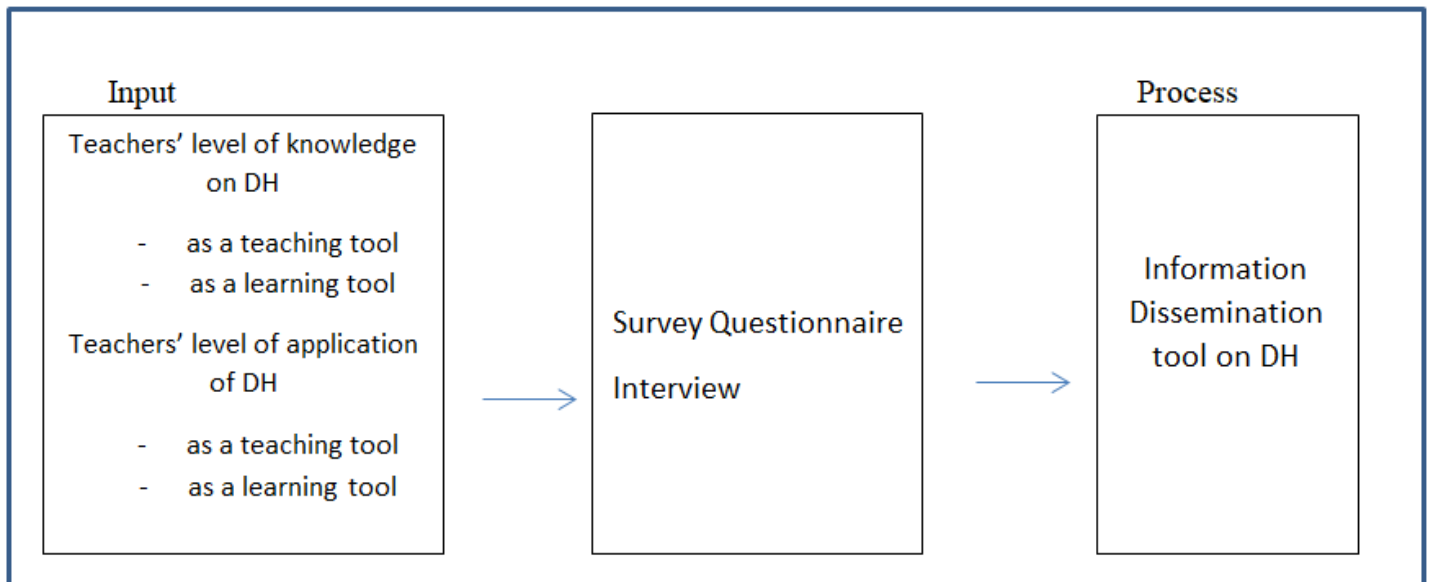 Input
Teachers’ level of knowledge
on DH
- as a teaching tool
- as a learning tool
Teachers’ level of application
of DH
- as a teaching tool
- as a learning tool
Survey Questionnaire
Interview
Process
Information
Dissemination
tool on DH